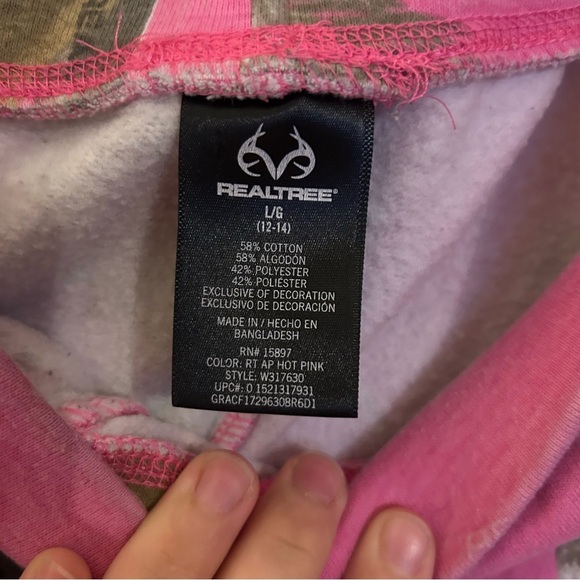 REALTREE®
L/G
(12-14)
58% COTTON
58% ALGODÓN
42% POLYESTER
42% POLIÉSTER
EXCLUSIVE OF DECORATION
EXCLUSIVO DE DECORACIÓN
MADE IN / HECHO EN
BANGLADESH
RN# 15897
COLOR: RT AP HOT PINK
STYLE: W317630
UPC#: 0 1521317931
GRACF17296308R6D1